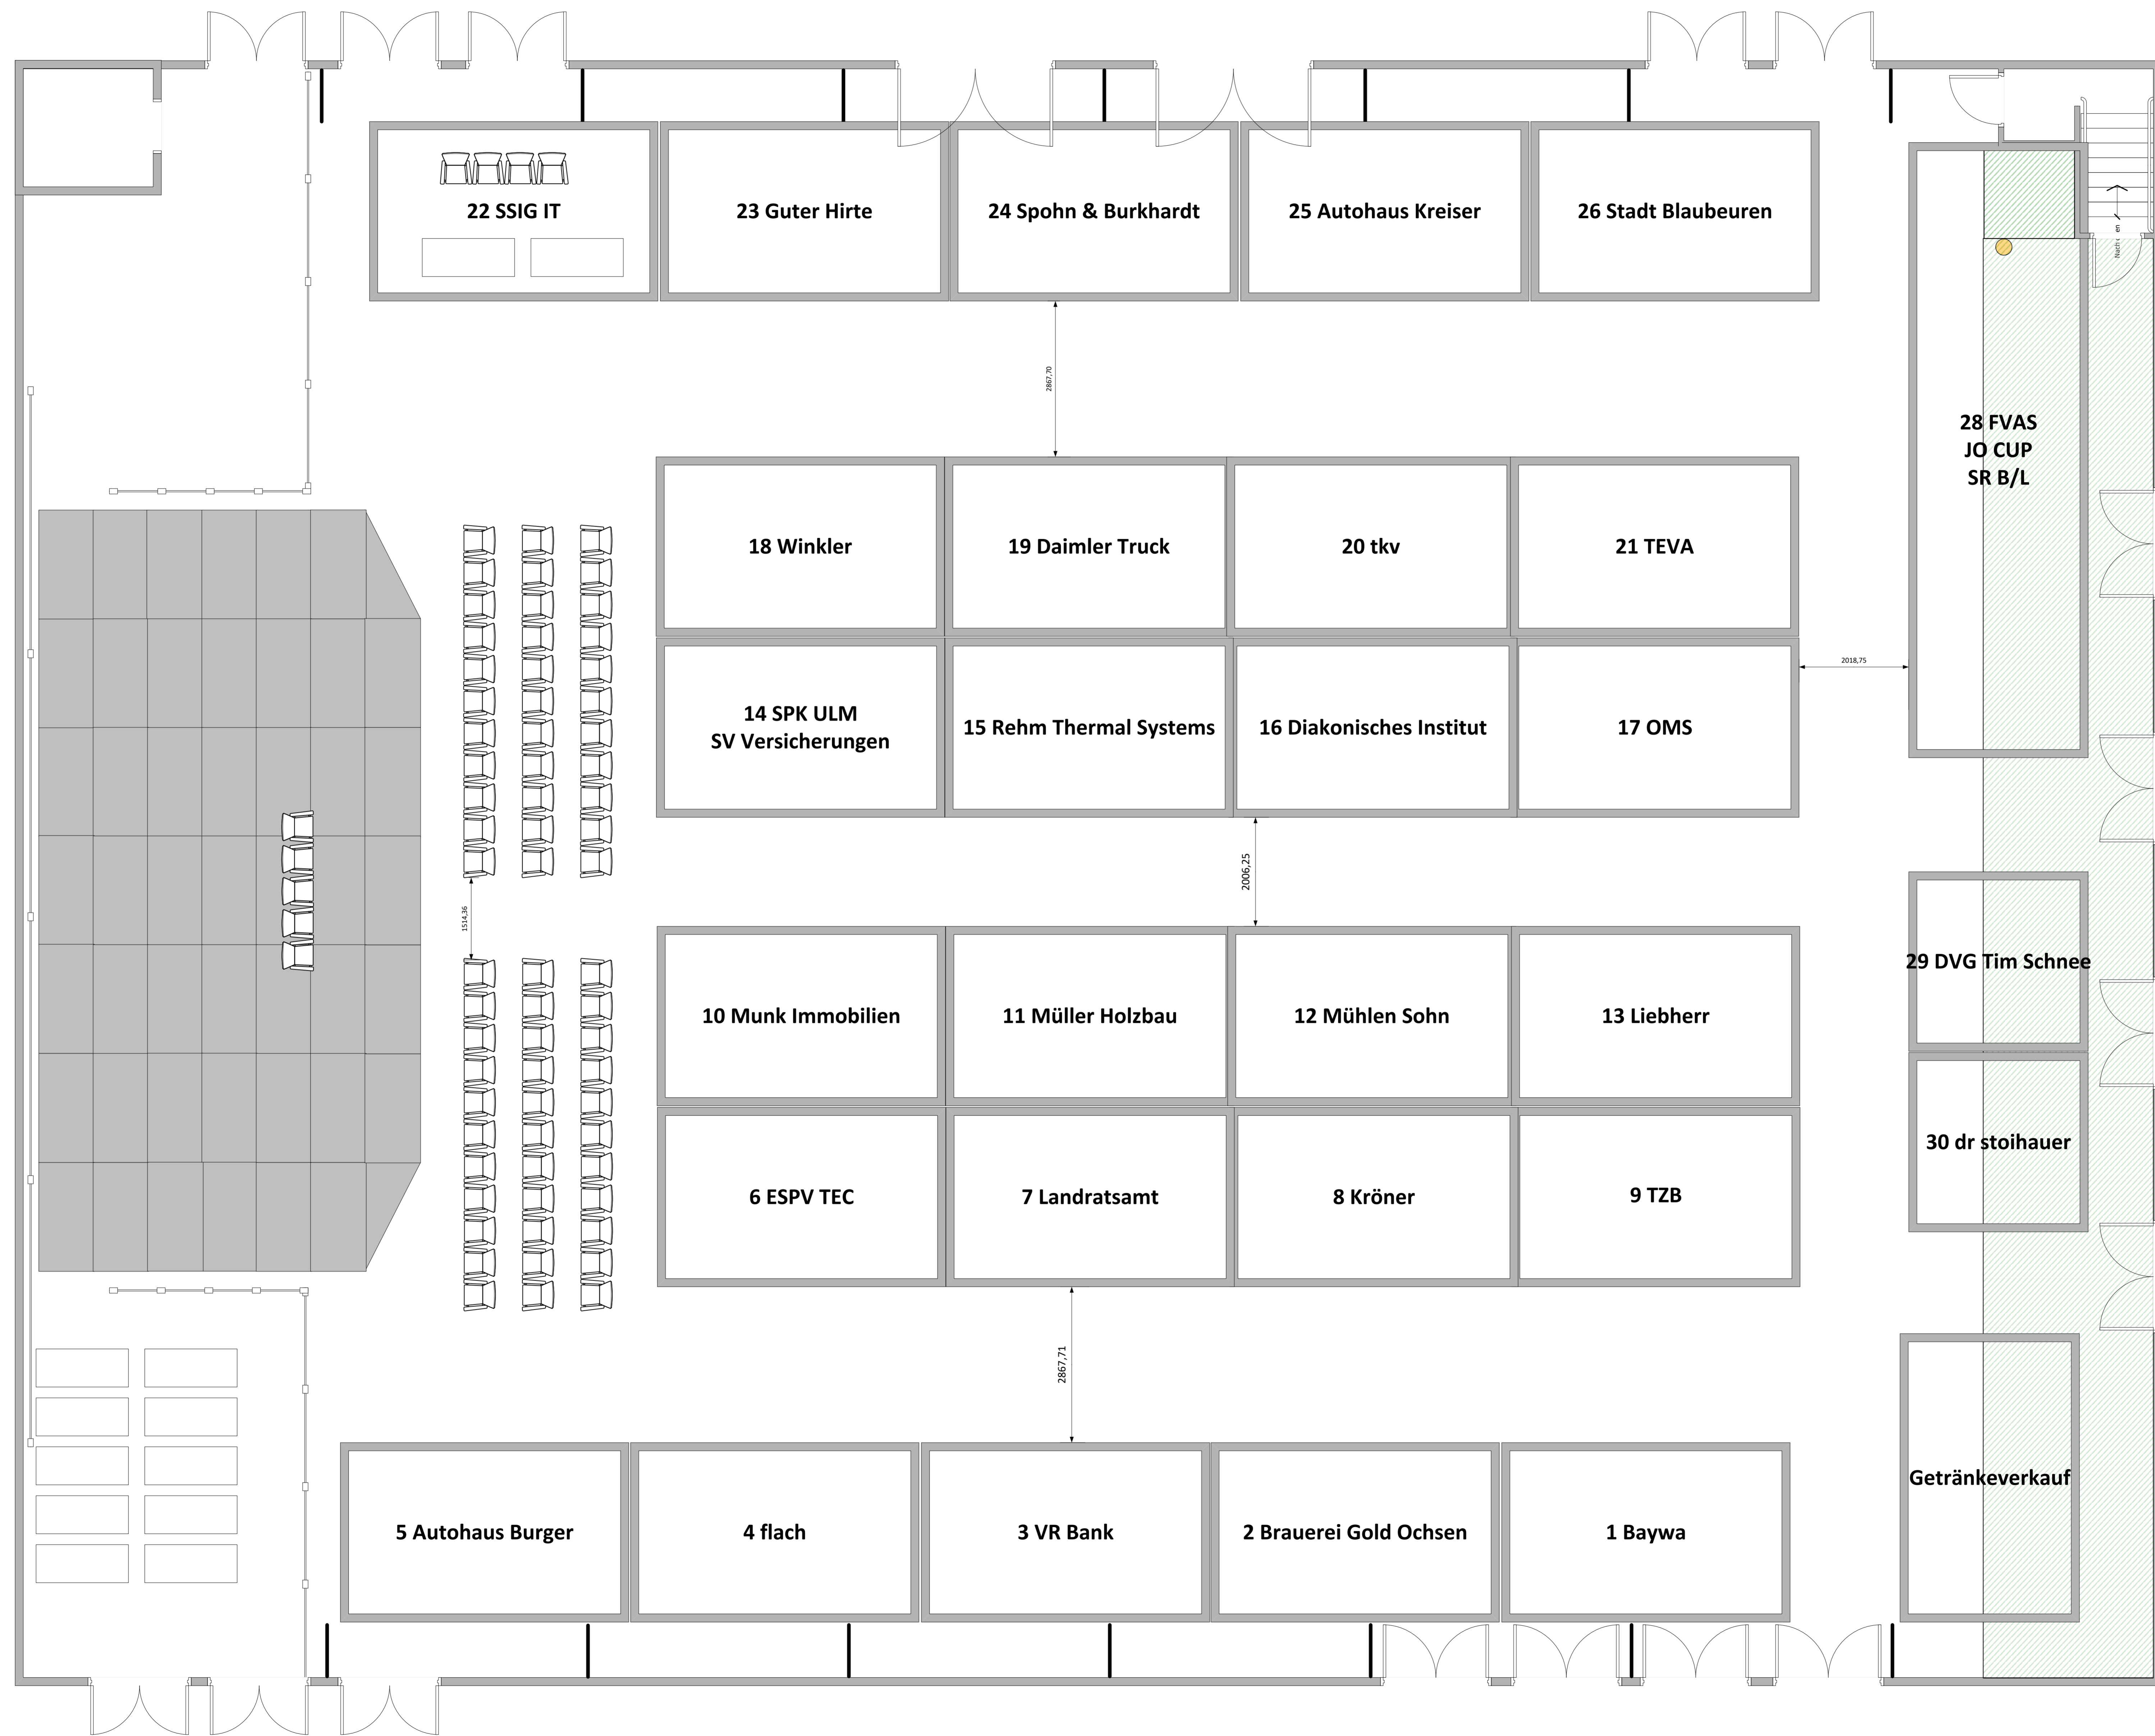 22 SSIG IT
23 Guter Hirte
24 Spohn & Burkhardt
25 Autohaus Kreiser
26 Stadt Blaubeuren
Nach
en
2867,70
28 FVAS
JO CUP
SR B/L
18 Winkler
19 Daimler Truck
20 tkv
21 TEVA
2018,75
14 SPK ULM
SV Versicherungen
15 Rehm Thermal Systems
16 Diakonisches Institut
17 OMS
1514,36
2006,25
29 DVG Tim Schnee
10 Munk Immobilien
11 Müller Holzbau
12 Mühlen Sohn
13 Liebherr
30 dr stoihauer
6 ESPV TEC
7 Landratsamt
8 Kröner
9 TZB
2867,71
Getränkeverkauf
5 Autohaus Burger
4 flach
3 VR Bank
2 Brauerei Gold Ochsen
1 Baywa